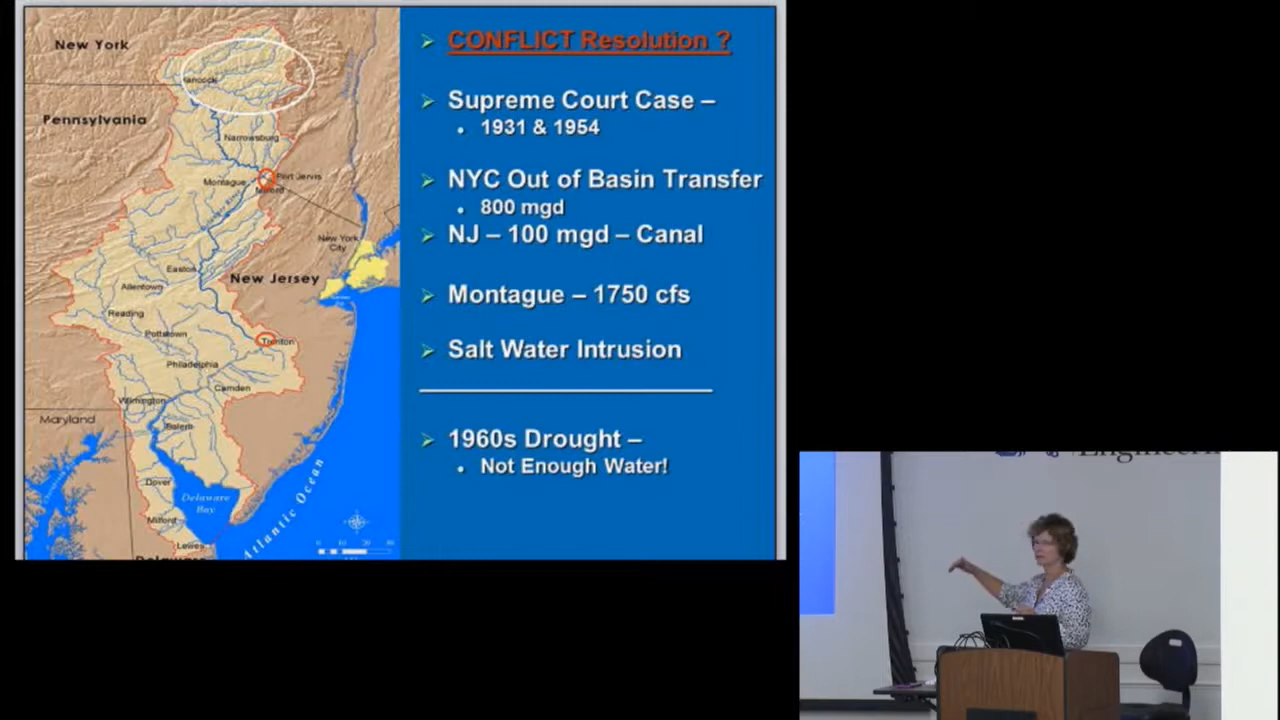 New York
Hancock
Pennsylvania
Narrowsburg
Montague
Port Jervis
Milford
New York
City
Easton
New Jersey
Allentown
Reading
Pottstown
Trenton
Philadelphia
Camden
Wilmington
Maryland
Dover
Delaware
Bay
Milford
Lewes
Atlantic Ocean
Delaware
CONFLICT Resolution ?
Supreme Court Case –
1931 & 1954
NYC Out of Basin Transfer
800 mgd
NJ – 100 mgd – Canal
Montague – 1750 cfs
Salt Water Intrusion
1960s Drought –
Not Enough Water!